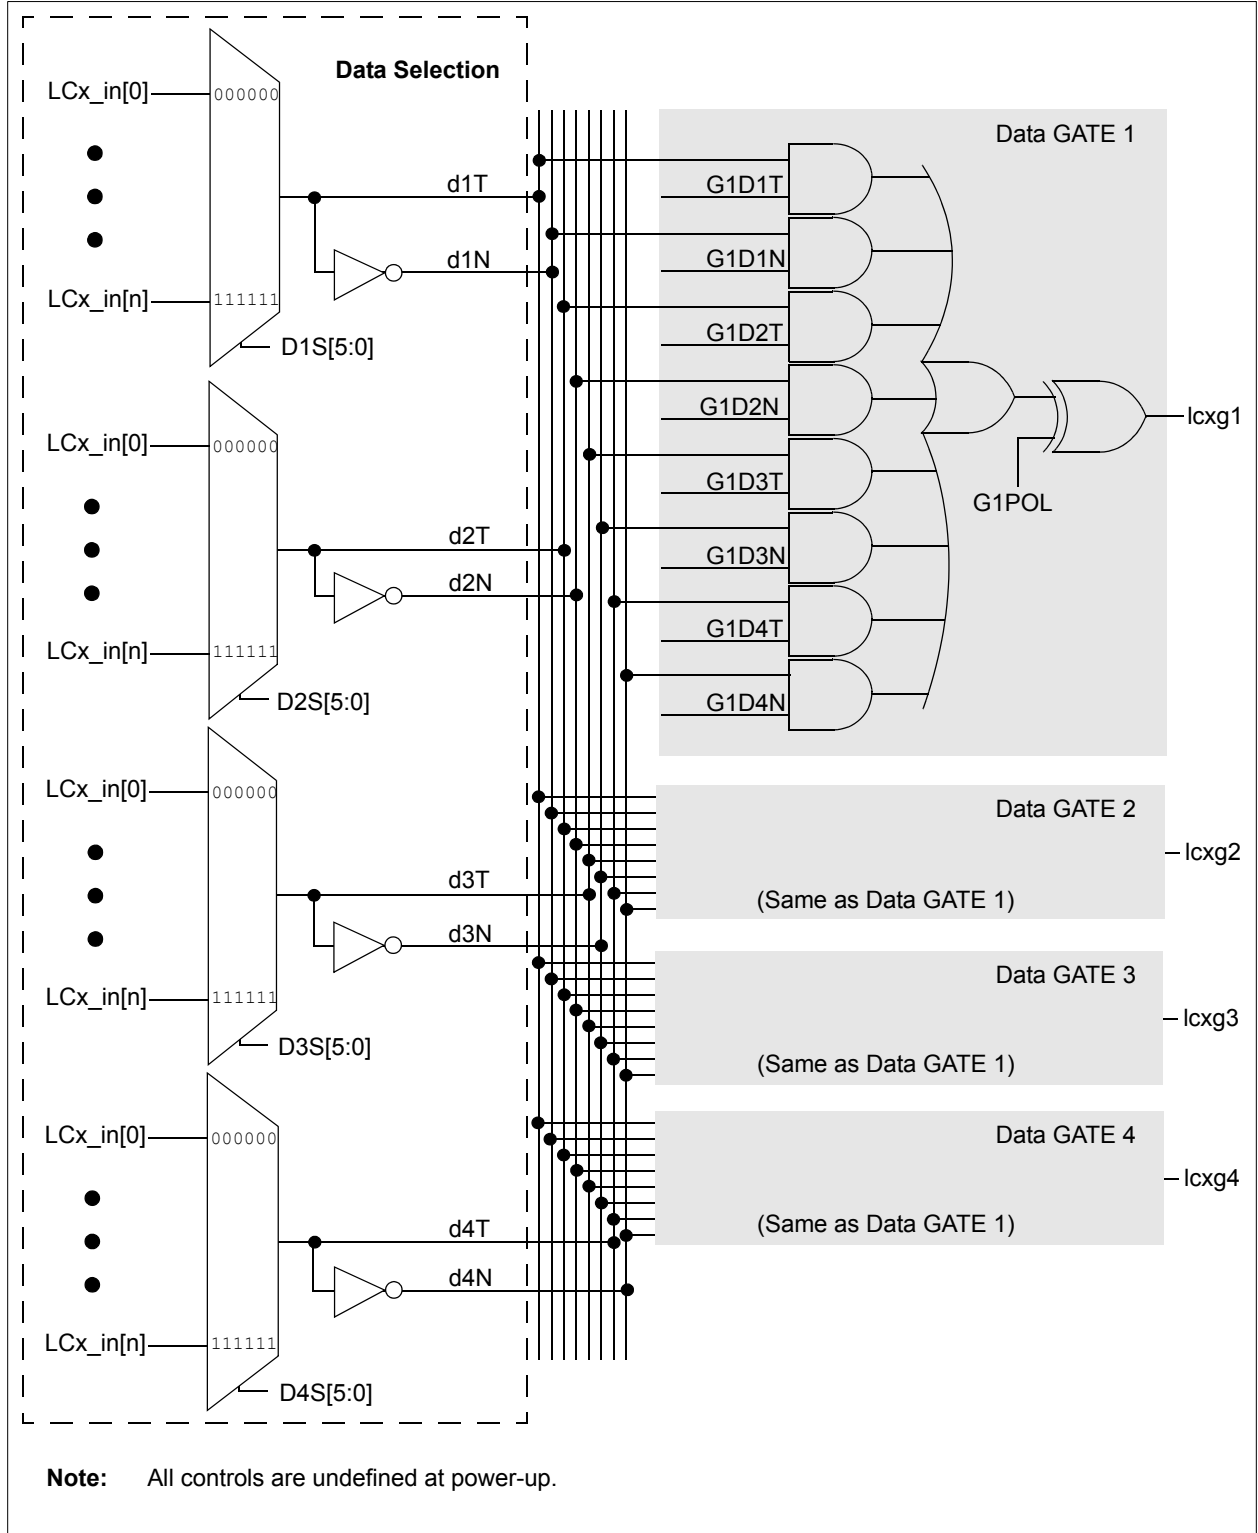 Data Selection
LCx_in[0]
000000
d1T
d1N
LCx_in[n]
111111
D1S[5:0]
LCx_in[0]
000000
d2T
d2N
LCx_in[n]
111111
D2S[5:0]
LCx_in[0]
000000
d3T
d3N
LCx_in[n]
111111
D3S[5:0]
LCx_in[0]
000000
d4T
d4N
LCx_in[n]
111111
D4S[5:0]
Data GATE 1
G1D1T
G1D1N
G1D2T
G1D2N
G1D3T
G1D3N
G1D4T
G1D4N
G1POL
lcxg1
Data GATE 2
(Same as Data GATE 1)
lcxg2
Data GATE 3
(Same as Data GATE 1)
lcxg3
Data GATE 4
(Same as Data GATE 1)
lcxg4
Note: All controls are undefined at power-up.